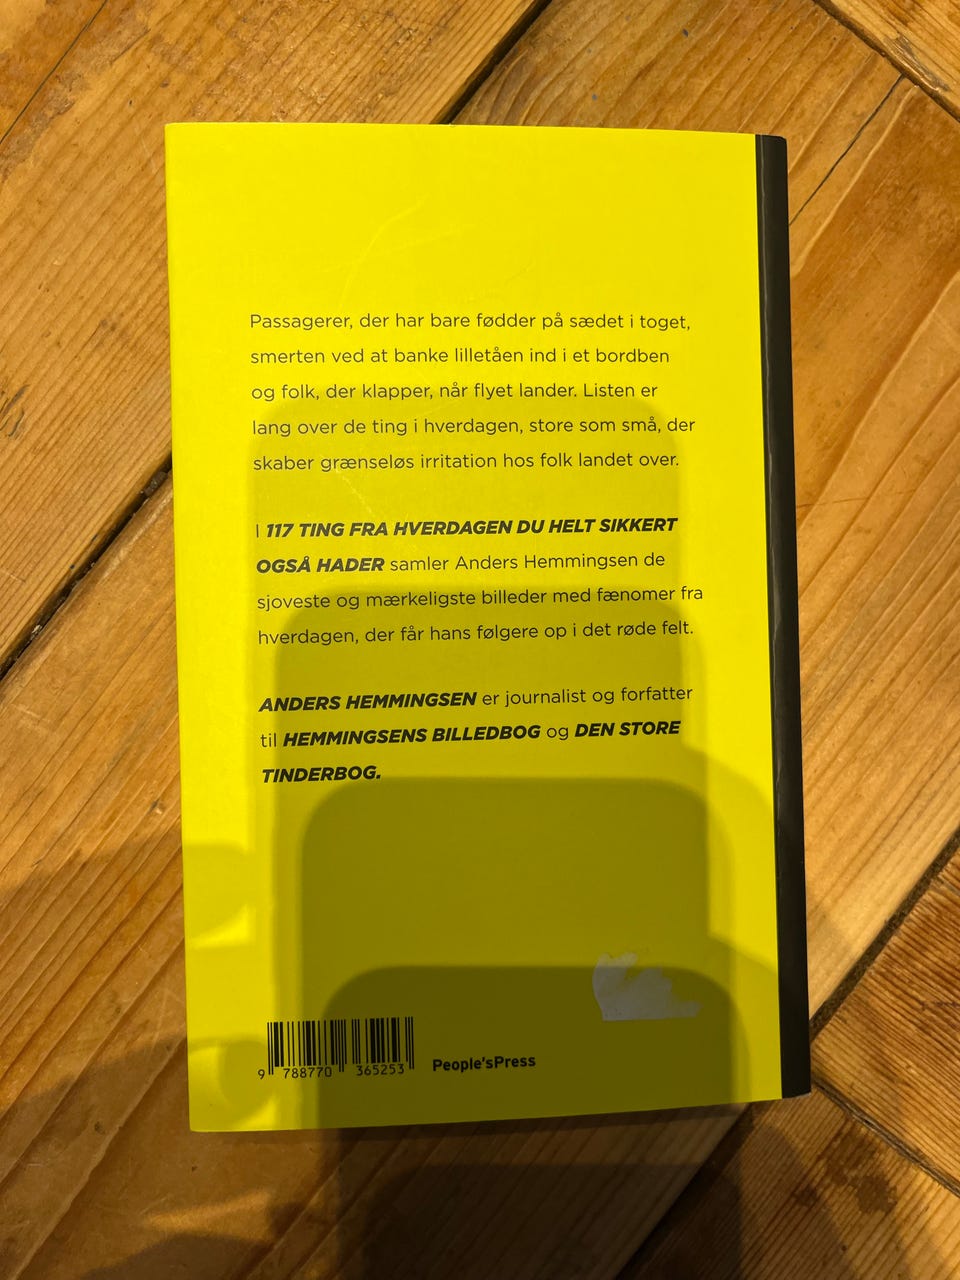 Passagerer, der har bare fødder på sædet i toget,
smerten ved at banke lilletåen ind i et bordben
og folk, der klapper, når flyet lander. Listen er
lang over de ting i hverdagen, store som små, der
skaber grænseløs irritation hos folk landet over.
I 117 TING FRA HVERDAGEN DU HELT SIKKERT
OGSÅ HADER samler Anders Hemmingsen de
sjoveste og mærkeligste billeder med fænomer fra
hverdagen, der får hans følgere op i det røde felt.
ANDERS HEMMINGSEN er journalist og forfatter
til HEMMINGSENS BILLEDBOG og DEN STORE
TINDERBOG.
9 788770 365253
People'sPress